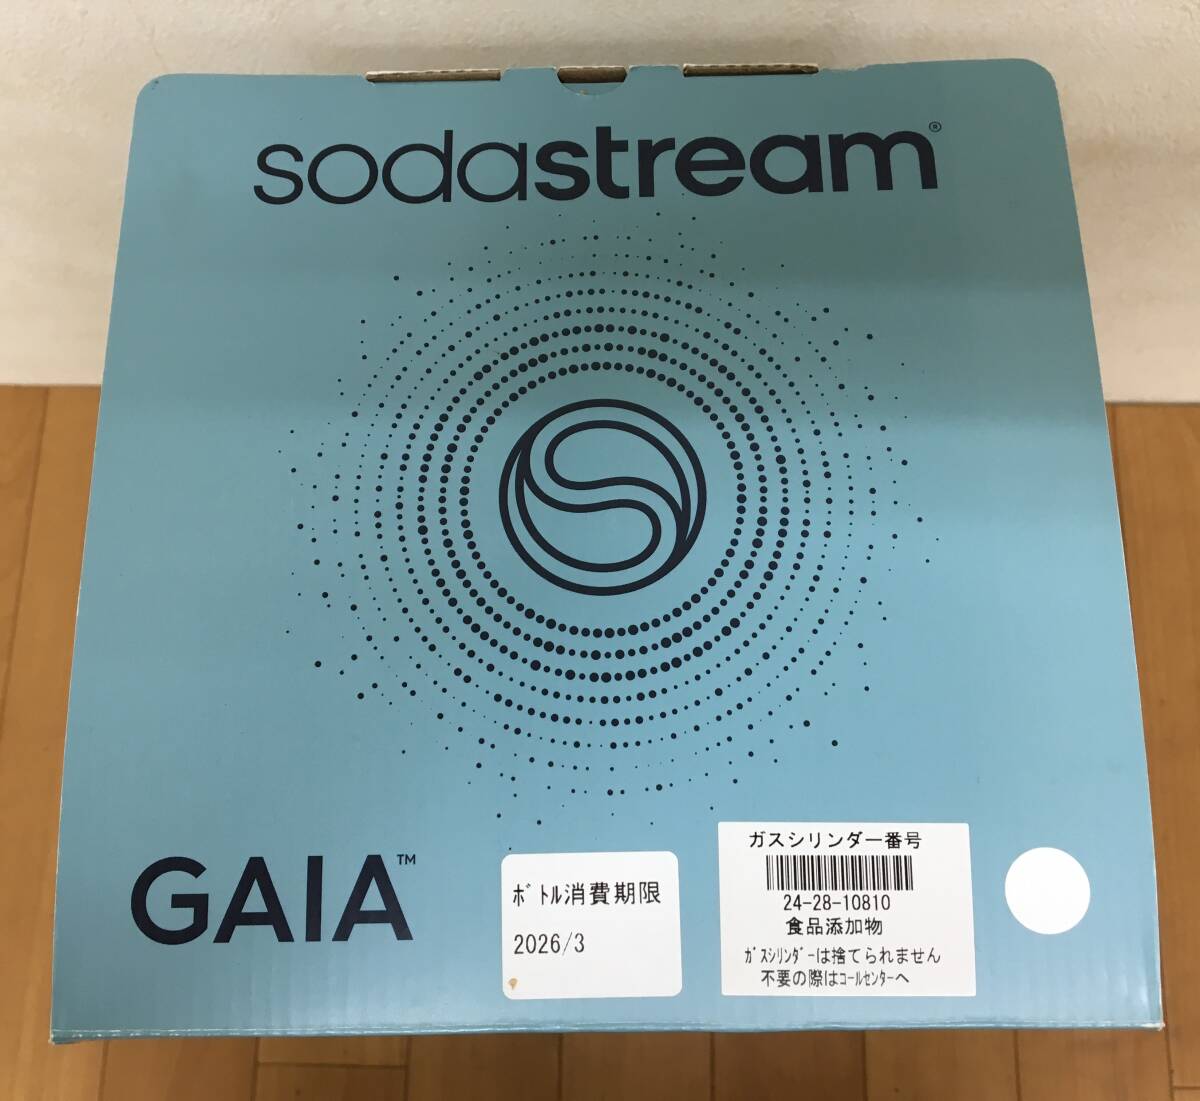 sodastream®
GAIA™
ﾎﾞﾄﾙ消費期限
2026/3
ガスシリンダー番号
24-28-10810
食品添加物
ｶﾞｽｼﾘﾝﾀﾞｰは捨てられません
不要の際はｺｰﾙｾﾝﾀｰへ